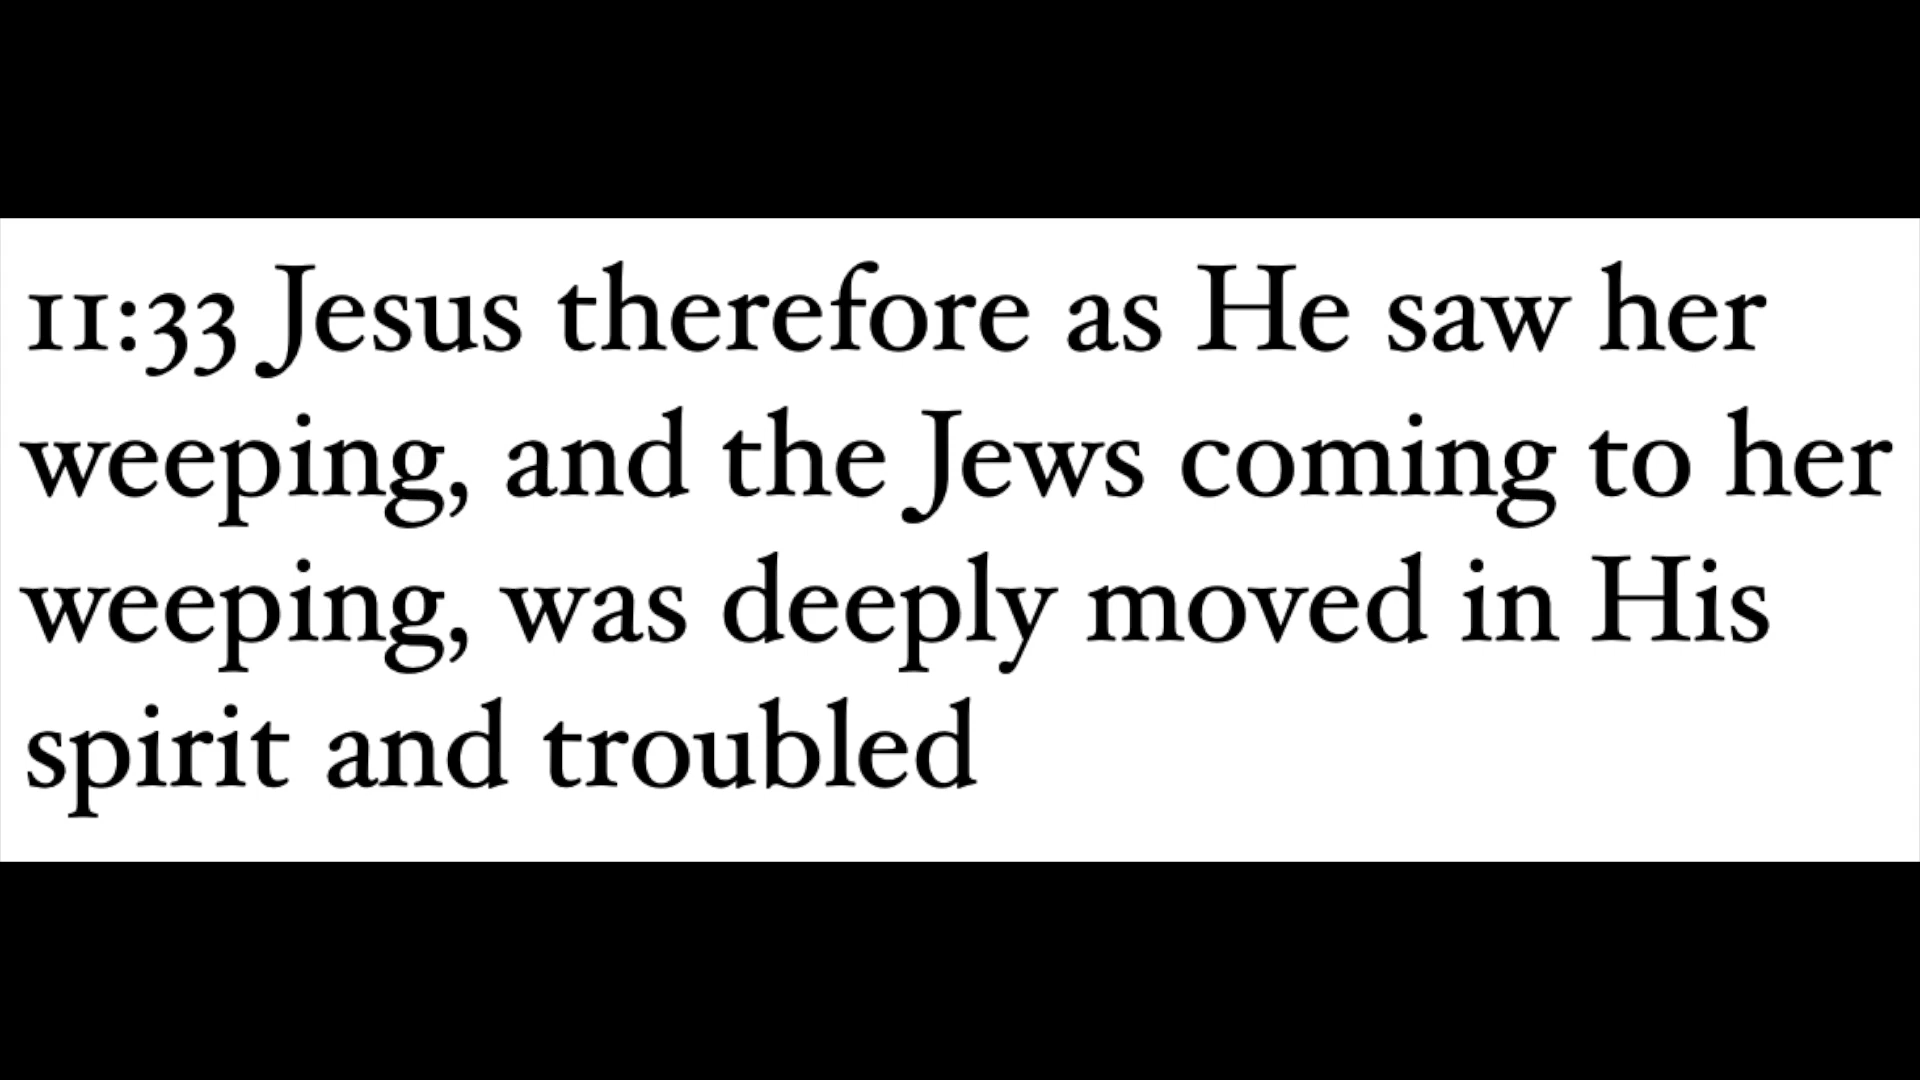 11:33 Jesus therefore as He saw her
weeping, and the Jews coming to her
weeping, was deeply moved in His
spirit and troubled